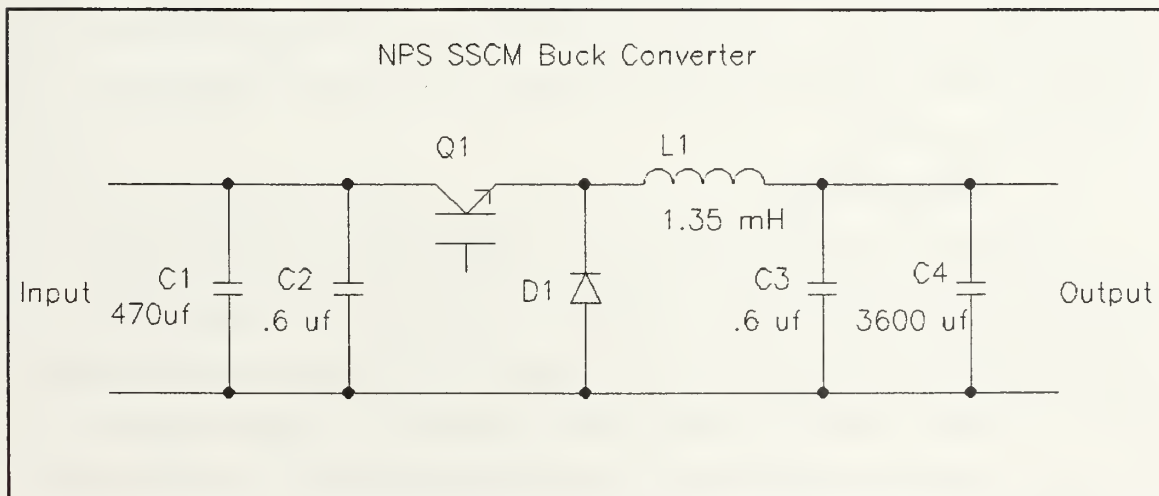 NPS SSCM Buck Converter
Q1
L1
1.35 mH
Input
C1
470uf
C2
.6 uf
D1
C3
.6 uf
C4
3600 uf
Output